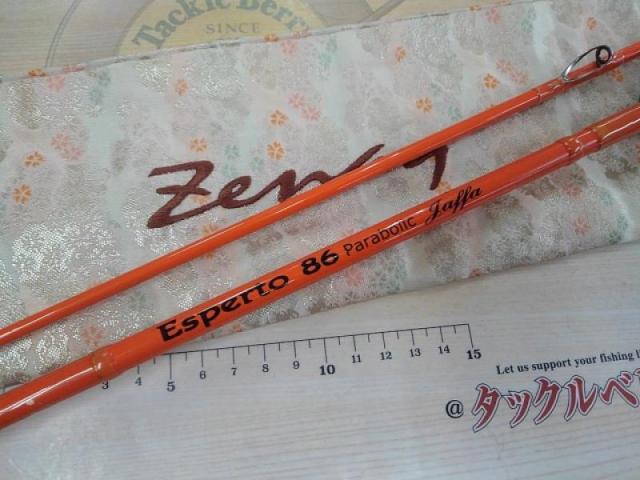 Tackle Berry
SINCE
Esperto 86 Parabolic Jaffa
3 4 5 6 7 8 9 10 11 12 13 14 15
Let us support your fishing
@タックルベ